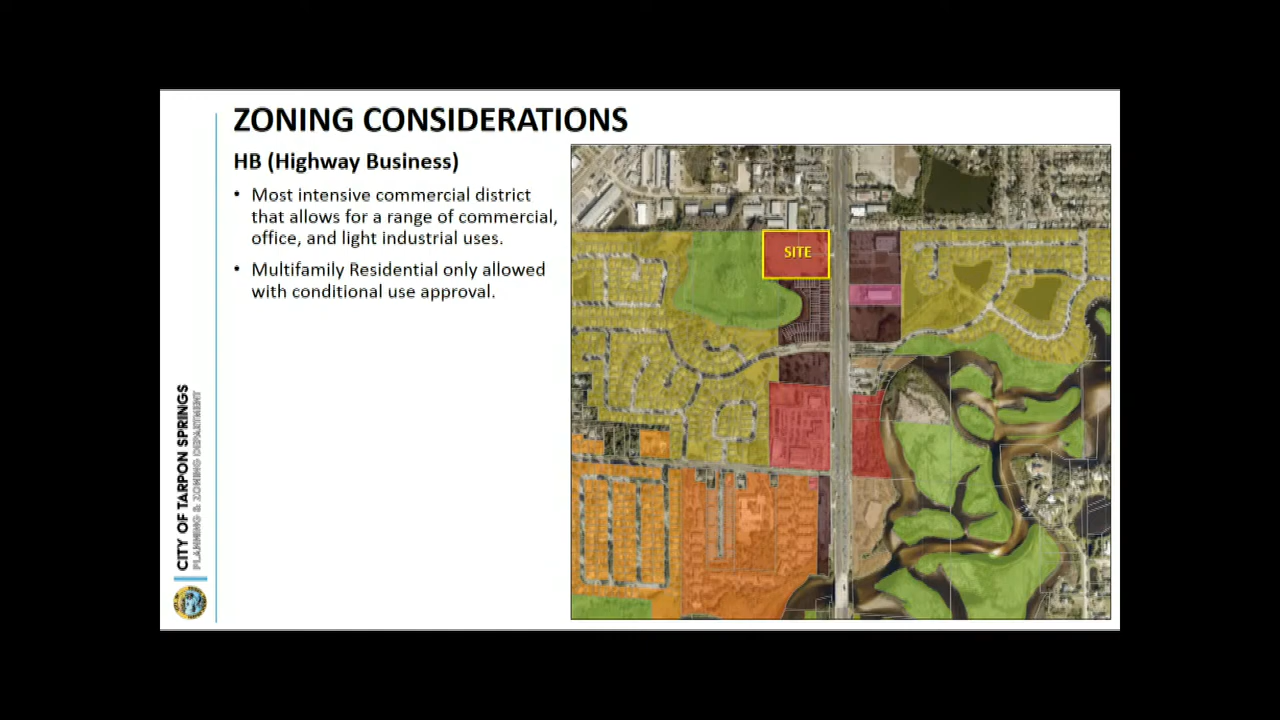 ZONING CONSIDERATIONS
HB (Highway Business)
• Most intensive commercial district
that allows for a range of commercial,
office, and light industrial uses.
• Multifamily Residential only allowed
with conditional use approval.
SITE
CITY OF TARPON SPRINGS
PLANNING & ZONING DEPARTMENT